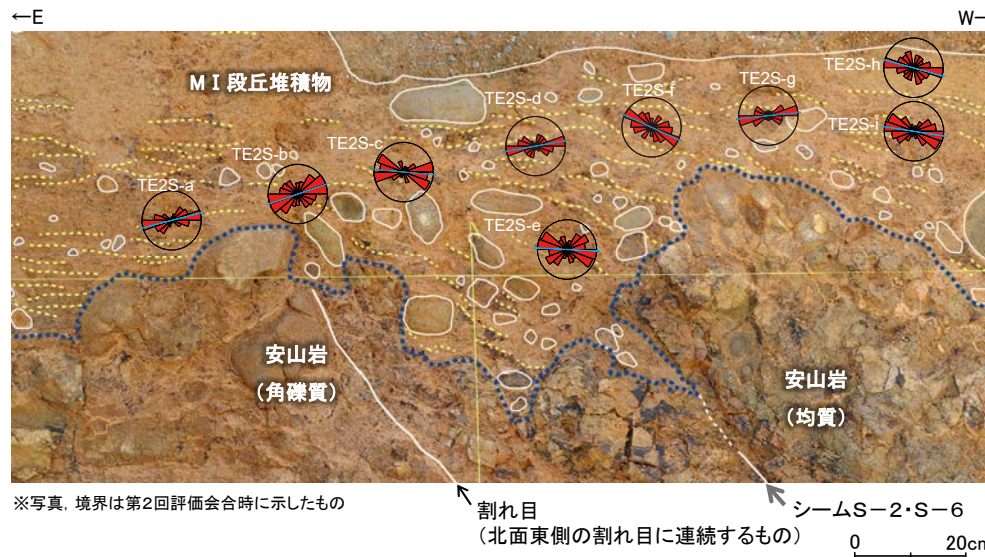 ←E
W─
MⅠ段丘堆積物
TE2S-h
TE2S-g
TE2S-f
TE2S-d
TE2S-i
TE2S-c
TE2S-b
TE2S-a
TE2S-e
安山岩
(角礫質)
安山岩
(均質)
※写真, 境界は第2回評価会合時に示したもの
割れ目
(北面東側の割れ目に連続するもの)
シームS-2・S-6
0 20cm